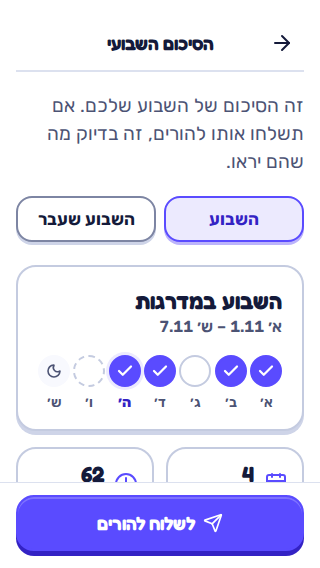 הסיכום השבועי
זה הסיכום של השבוע שלכם. אם
תשלחו אותו להורים, זה בדיוק מה
שהם יראו.
השבוע
השבוע שעבר
השבוע במדרגות
א׳ 1.11 – ש׳ 7.11
א׳ ב׳ ג׳ ד׳ ה׳ ו׳ ש׳
4 62
לשלוח להורים